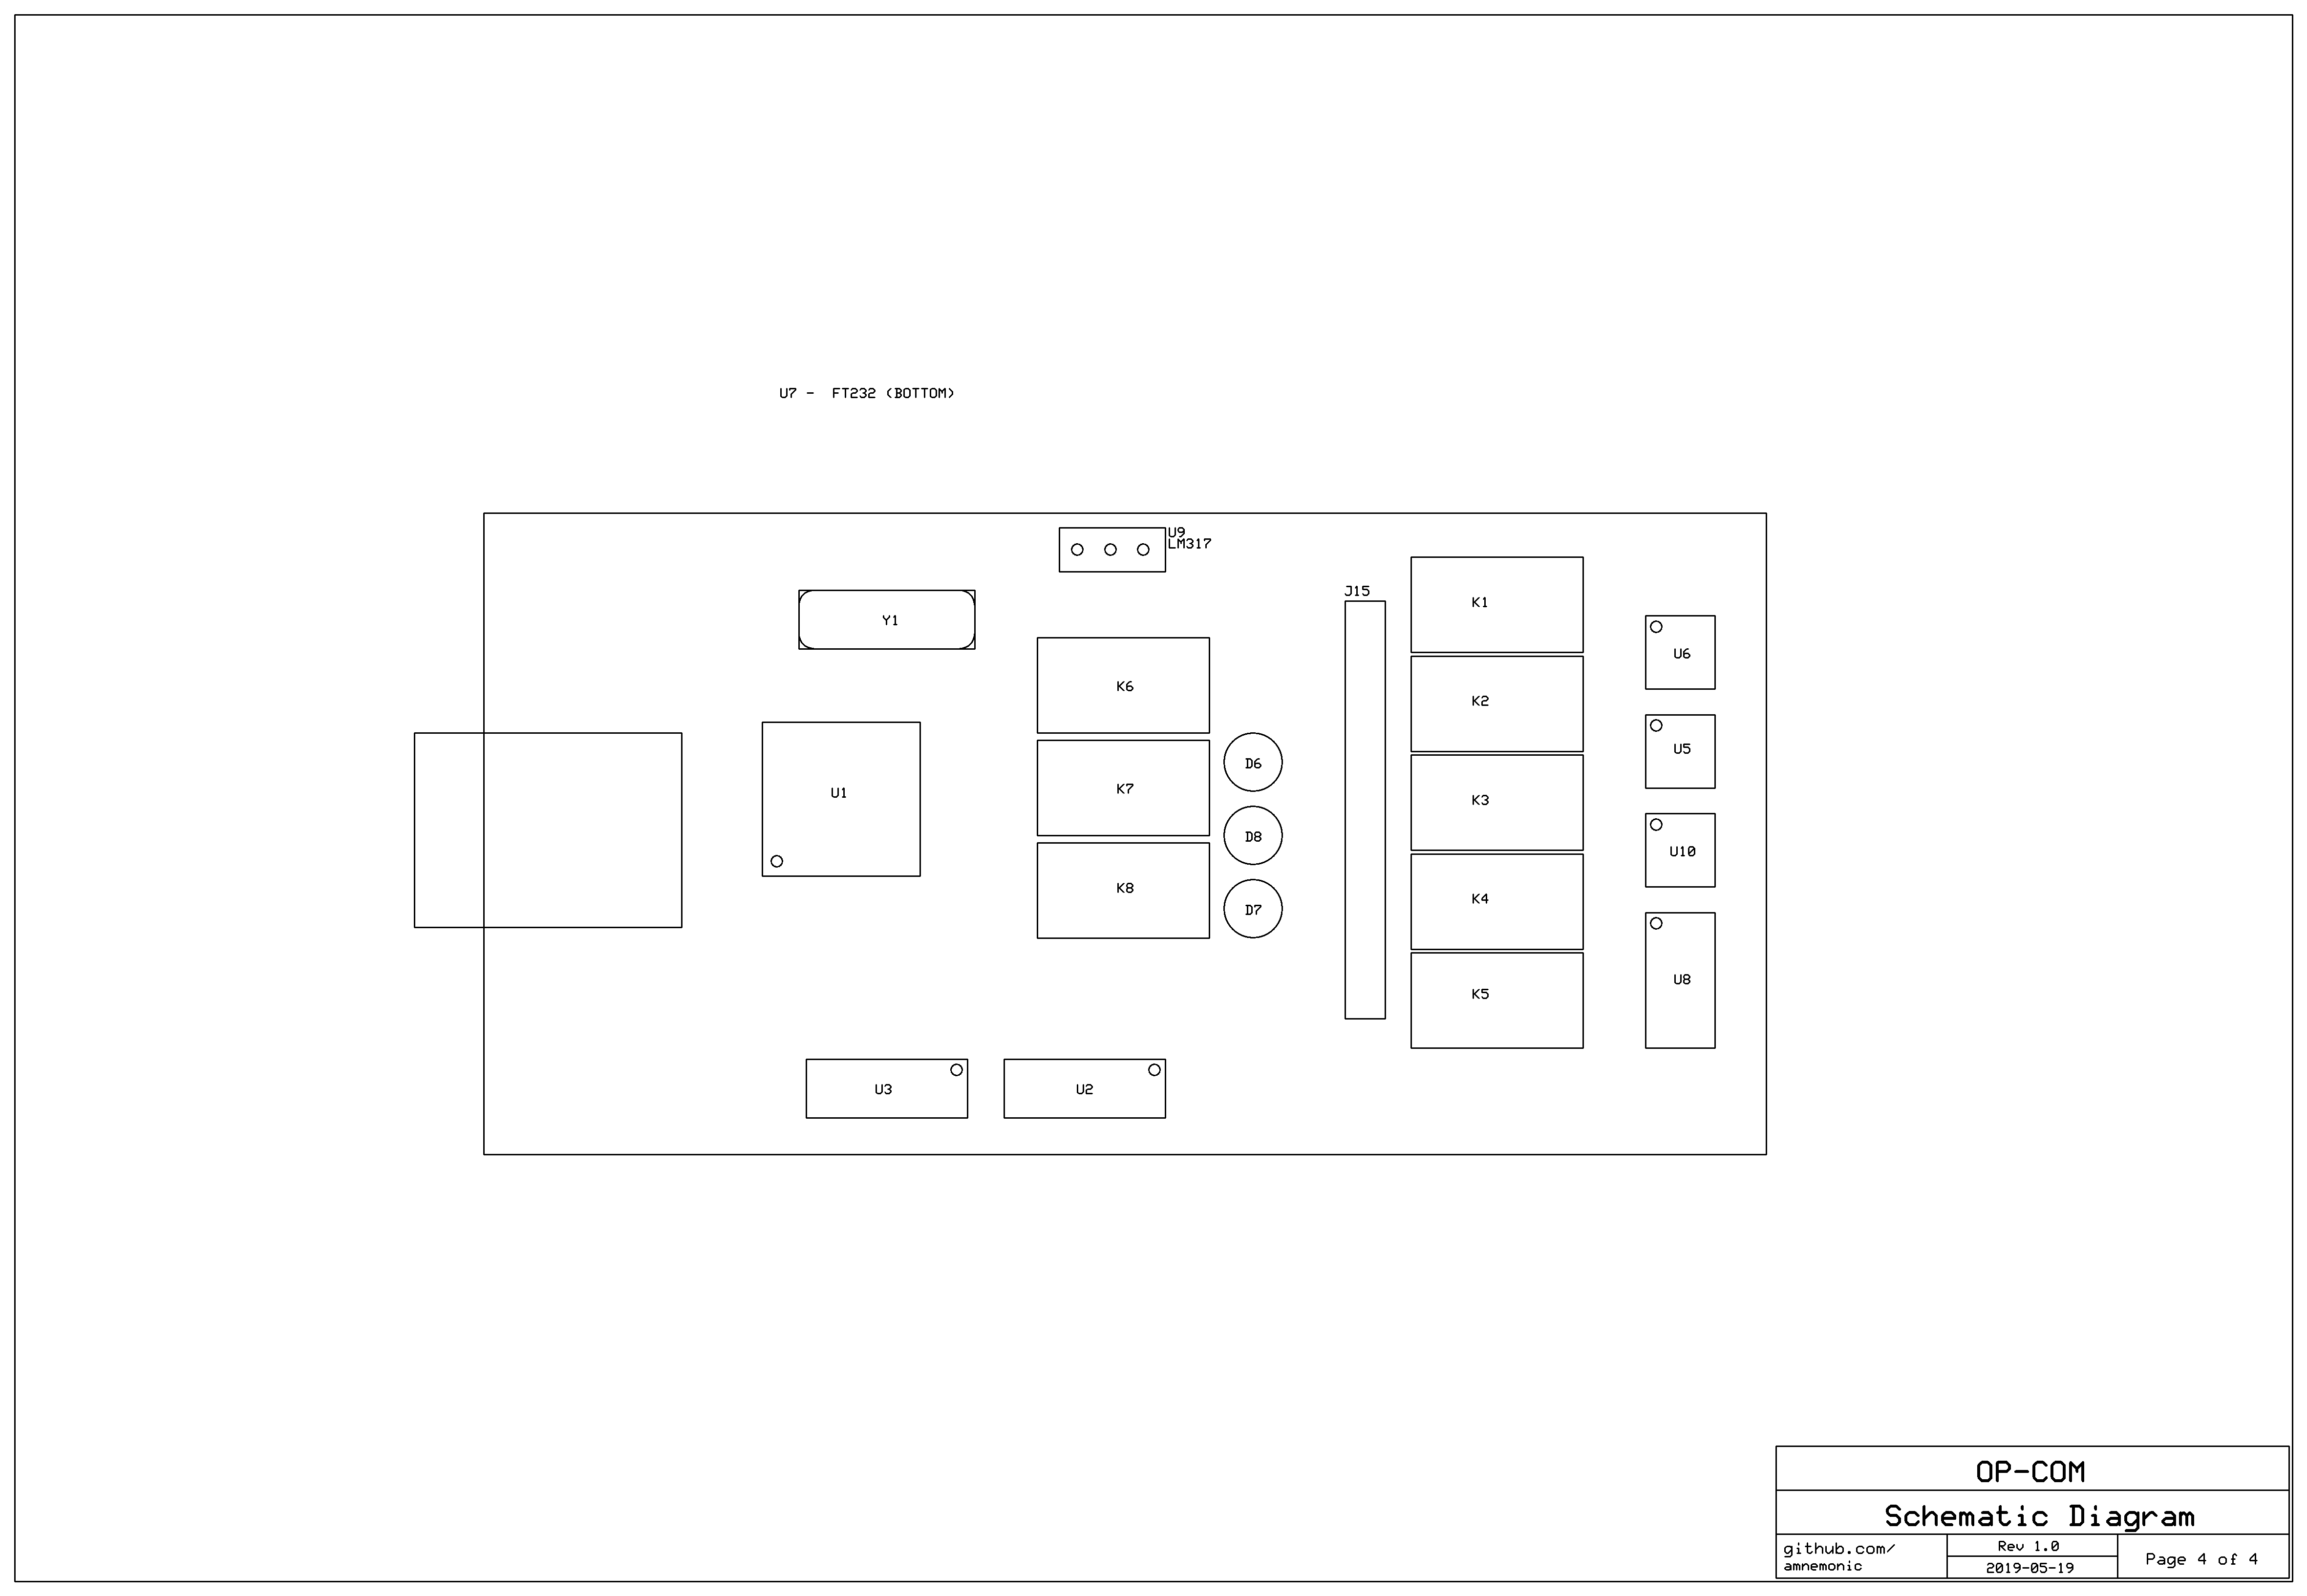 U7 -  FT232 (BOTTOM)
U9
LM317
J15
K1
Y1
U6
K6
K2
U5
D6
K7
U1
K3
D8
U10
K8
K4
D7
U8
K5
U3
U2
OP-COM
Schematic Diagram
github.com/
amnemonic
Rev 1.0
2019-05-19
Page 4 of 4